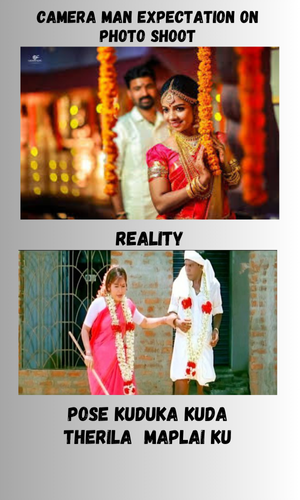 CAMERA MAN EXPECTATION ON
PHOTO SHOOT
REALITY
POSE KUDUKA KUDA
THERILA MAPLAI KU